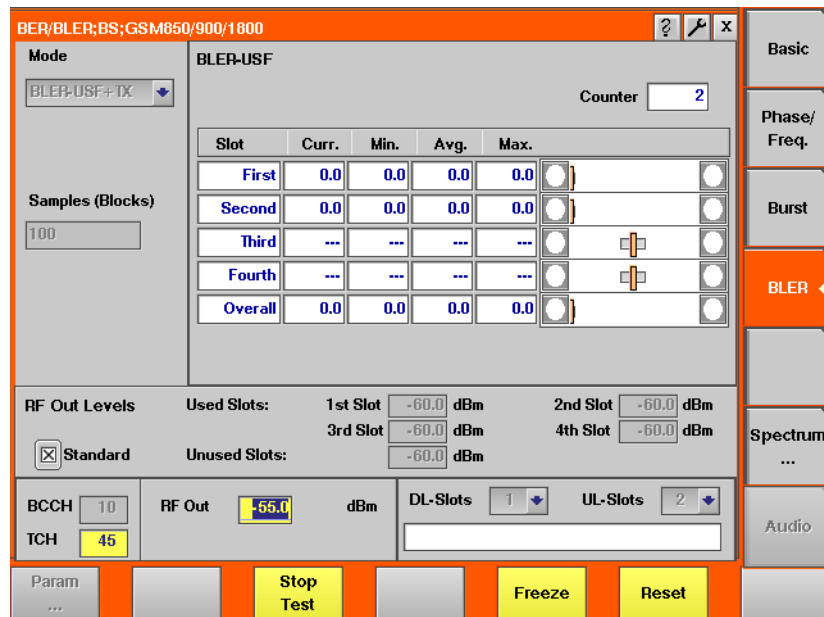 BER/BLER;BS;GSM850/900/1800 ? x
Basic
Mode
BLER-USF
BLER-USF+TX
Counter 2
Phase/
Freq.
Slot Curr. Min. Avg. Max.
First 0.0 0.0 0.0 0.0
Samples (Blocks)
Second 0.0 0.0 0.0 0.0
Burst
100
Third --- --- --- ---
Fourth --- --- --- ---
BLER
Overall 0.0 0.0 0.0 0.0
RF Out Levels Used Slots: 1st Slot -60.0 dBm 2nd Slot -60.0 dBm
3rd Slot -60.0 dBm 4th Slot -60.0 dBm
Spectrum
...
Standard Unused Slots: -60.0 dBm
BCCH 10 RF Out -55.0 dBm DL-Slots 1 UL-Slots 2
Audio
TCH 45
Param
...
Stop
Test
Freeze
Reset